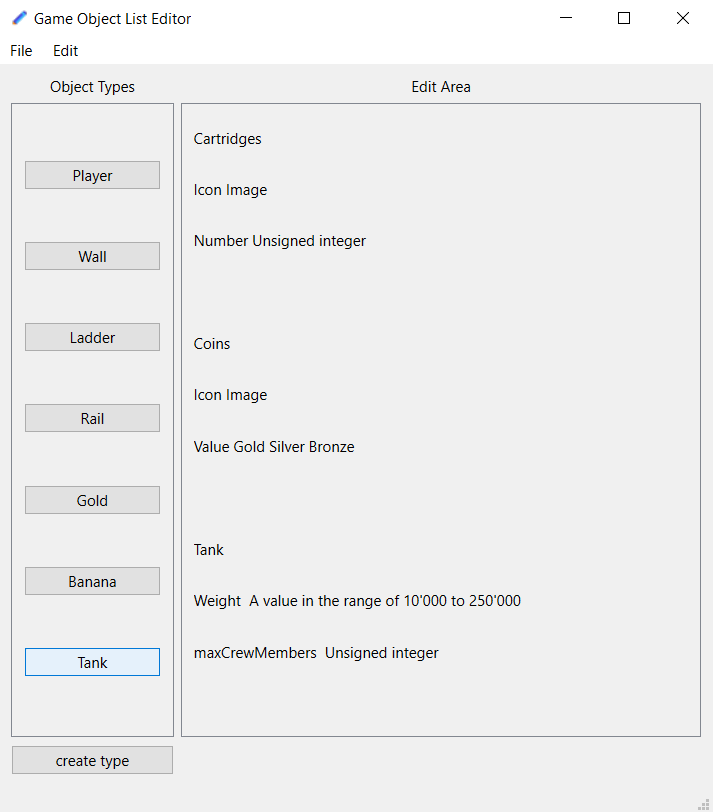 Game Object List Editor
File Edit
Object Types
Edit Area
Player
Wall
Ladder
Rail
Gold
Banana
Tank
create type
Cartridges
Icon Image
Number Unsigned integer
Coins
Icon Image
Value Gold Silver Bronze
Tank
Weight  A value in the range of 10'000 to 250'000
maxCrewMembers  Unsigned integer